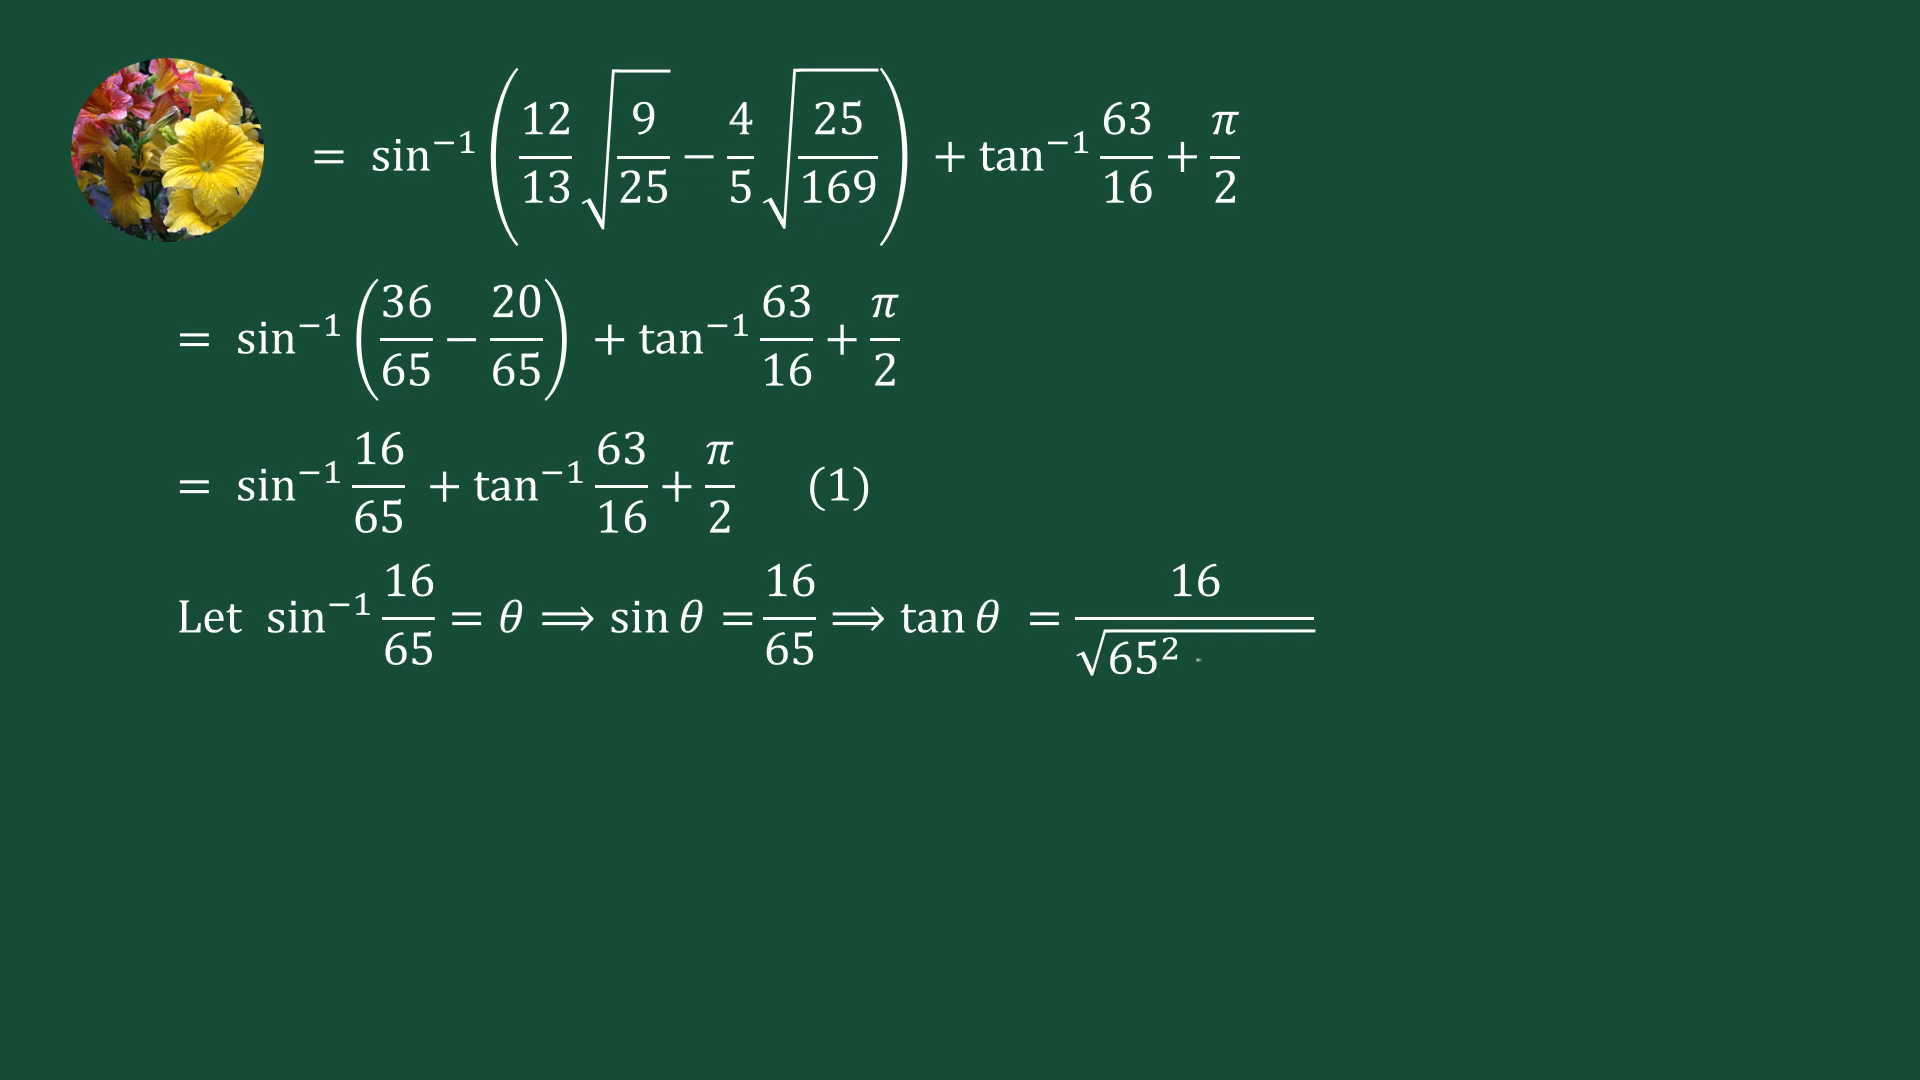 = sin⁻¹(12/13 √(9/25) − 4/5 √(25/169)) + tan⁻¹ 63/16 + π/2
= sin⁻¹(36/65 − 20/65) + tan⁻¹ 63/16 + π/2
= sin⁻¹ 16/65 + tan⁻¹ 63/16 + π/2 (1)
Let sin⁻¹ 16/65 = θ ⟹ sin θ = 16/65 ⟹ tan θ = 16/√(65²)